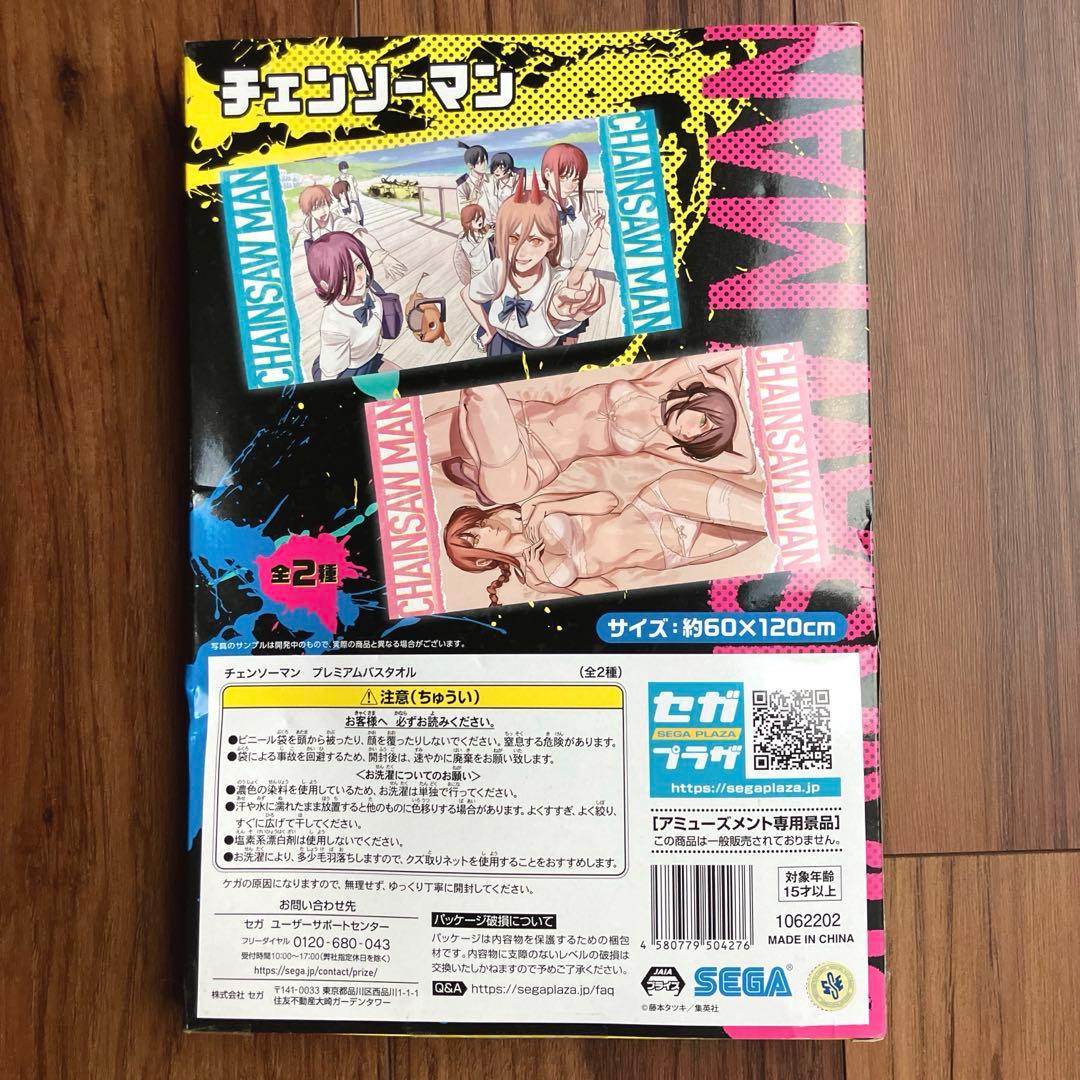 チェンソーマン
CHAINSAW MAN
CHAINSAW MAN
CHAINSAW MAN
CHAINSAW MAN
全2種
サイズ:約60×120cm
写真のサンプルは開発中のもので、実際の商品と異なる場合がございます。
チェンソーマン プレミアムバスタオル (全2種)
⚠注意(ちゅうい)
お客様へ 必ずお読みください。
●ビニール袋を頭から被ったり、顔を覆ったりしないでください。窒息する危険があります。
●袋による事故を回避するため、開封後は、速やかに廃棄をお願い致します。
<お洗濯についてのお願い>
●濃色の染料を使用しているため、お洗濯は単独で行ってください。
●汗や水に濡れたまま放置すると他のものに色移りする場合があります。よくすすぎ、よく絞り、
すぐに広げて干してください。
●塩素系漂白剤は使用しないでください。
●お洗濯により、多少毛羽落ちしますので、クズ取りネットを使用することをおすすめします。
ケガの原因になりますので、無理せず、ゆっくり丁寧に開封してください。
お問い合わせ先
セガ ユーザーサポートセンター
フリーダイヤル 0120-680-043
受付時間10:00~17:00(弊社指定休日を除く)
https://sega.jp/contact/prize/
株式会社 セガ 〒141-0033 東京都品川区西品川1-1-1
住友不動産大崎ガーデンタワー
パッケージ破損について
パッケージは内容物を保護するための梱包
材です。内容物に支障のないレベルの破損は
交換いたしかねますので予めご了承ください。
Q&A https://segaplaza.jp/faq
セガ
SEGA PLAZA
プラザ
https://segaplaza.jp
[アミューズメント専用景品]
この商品は一般販売されておりません。
4 580779 504276
対象年齢
15才以上
1062202
MADE IN CHINA
JAIA
プライズ
SEGA®
©藤本タツキ/集英社